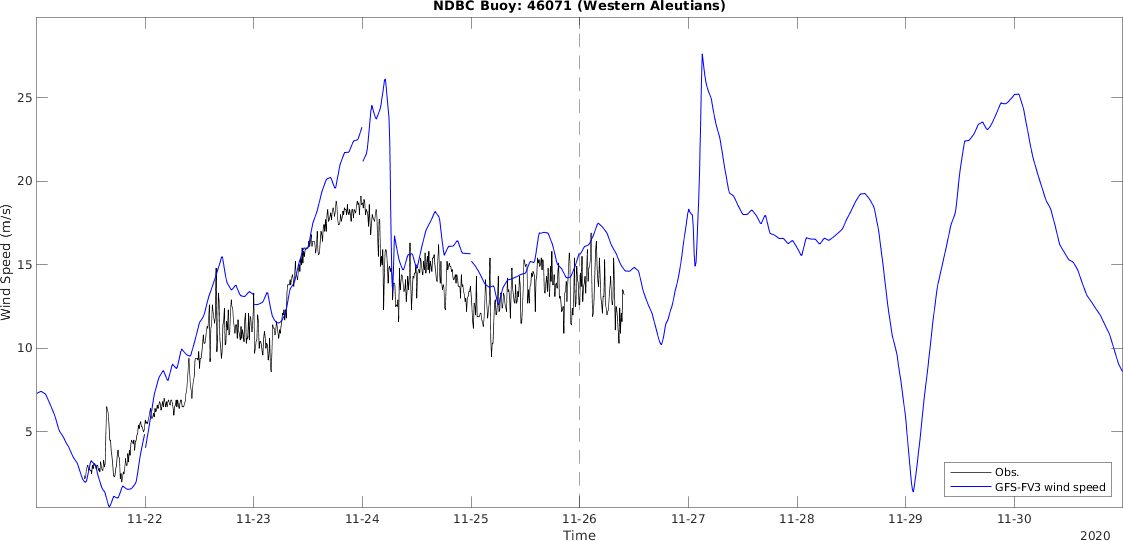 NDBC Buoy: 46071 (Western Aleutians)
Wind Speed (m/s)
25
20
15
10
5
Obs.
GFS-FV3 wind speed
11-22 11-23 11-24 11-25 11-26 11-27 11-28 11-29 11-30
Time
2020